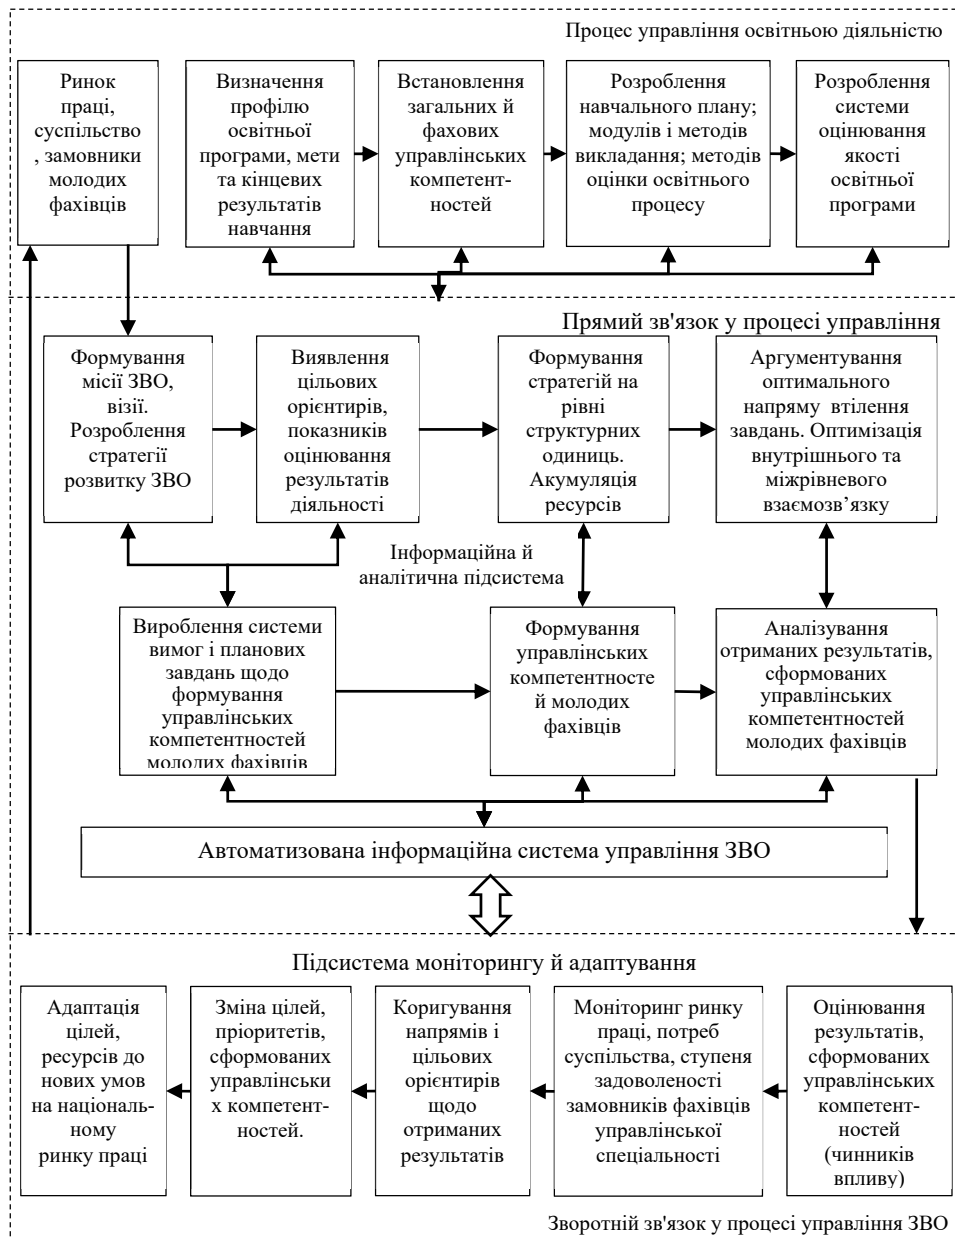 Процес управління освітньою діяльністю
Ринок
праці,
суспільство
, замовники
молодих
фахівців
Визначення
профілю
освітньої
програми, мети
та кінцевих
результатів
навчання
Встановлення
загальних й
фахових
управлінських
компетент-
ностей
Розроблення
навчального плану;
модулів і методів
викладання; методів
оцінки освітнього
процесу
Розроблення
системи
оцінювання
якості
освітньої
програми
Прямий зв'язок у процесі управління
Формування
місії ЗВО,
візії.
Розроблення
стратегії
розвитку ЗВО
Виявлення
цільових
орієнтирів,
показників
оцінювання
результатів
діяльності
Формування
стратегій на
рівні
структурних
одиниць.
Акумуляція
ресурсів
Аргументування
оптимального
напряму втілення
завдань. Оптимізація
внутрішнього та
міжрівневого
взаємозв’язку
Інформаційна й
аналітична підсистема
Вироблення системи
вимог і планових
завдань щодо
формування
управлінських
компетентностей
молодих фахівців
Формування
управлінських
компетентносте
й молодих
фахівців
Аналізування
отриманих результатів,
сформованих
управлінських
компетентностей
молодих фахівців
Автоматизована інформаційна система управління ЗВО
Підсистема моніторингу й адаптування
Адаптація
цілей,
ресурсів до
нових умов
на національ-
ному
ринку праці
Зміна цілей,
пріоритетів,
сформованих
управлінськи
х компетент-
ностей.
Коригування
напрямів і
цільових
орієнтирів
щодо
отриманих
результатів
Моніторинг ринку
праці, потреб
суспільства, ступеня
задоволеності
замовників фахівців
управлінської
спеціальності
Оцінювання
результатів,
сформованих
управлінських
компетент-
ностей
(чинників
впливу)
Зворотній зв'язок у процесі управління ЗВО